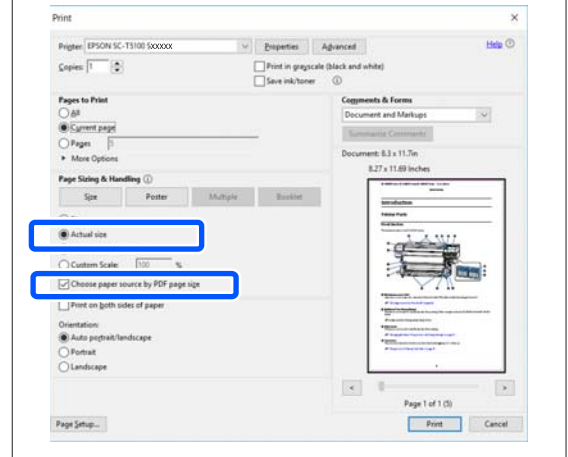 Print
Printer: EPSON SC-T5100 Sxxxxx
Properties
Advanced
Help
Copies: 1
Print in grayscale (black and white)
Save ink/toner
Pages to Print
All
Current page
Pages 5
More Options
Page Sizing & Handling
Size
Poster
Multiple
Booklet
Actual size
Custom Scale: 100 %
Choose paper source by PDF page size
Print on both sides of paper
Orientation:
Auto portrait/landscape
Portrait
Landscape
Comments & Forms
Document and Markups
Summarize Comments
Document: 8.3 x 11.7in
8.27 x 11.69 Inches
Introduction
Printer Parts
< >
Page 1 of 1 (5)
Page Setup...
Print
Cancel